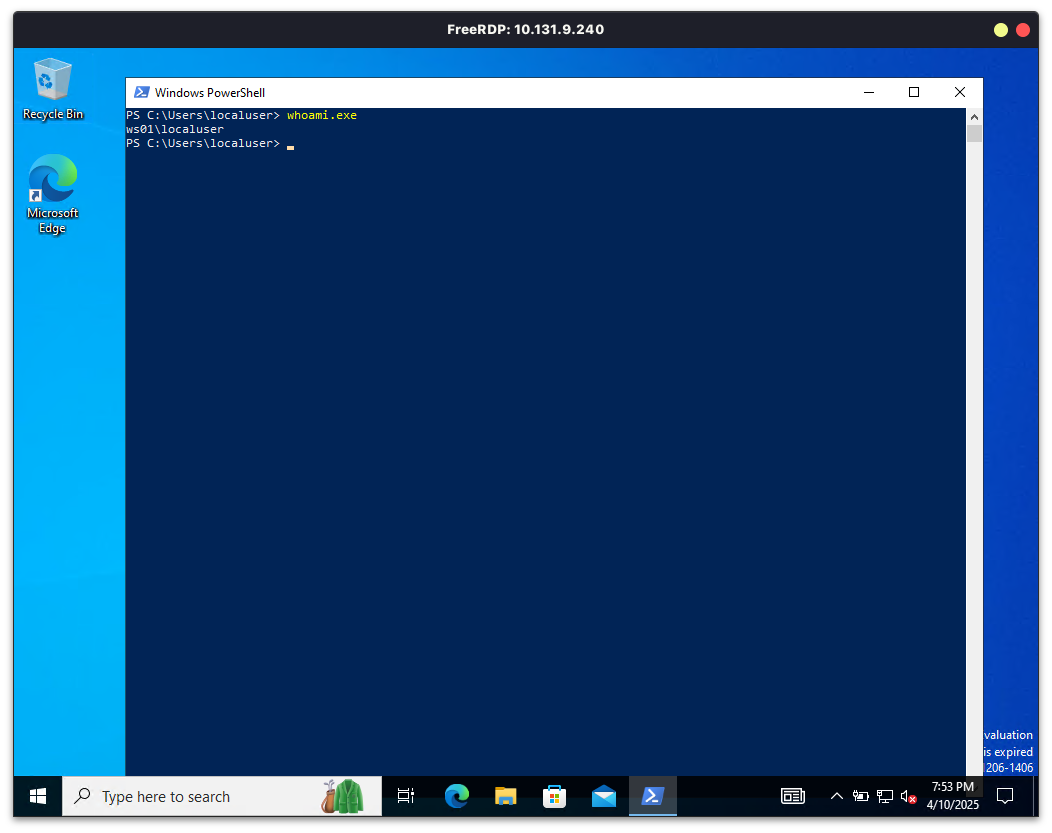 FreeRDP: 10.131.9.240
Recycle Bin
Microsoft
Edge
Windows PowerShell
PS C:\Users\localuser> whoami.exe
ws01\localuser
PS C:\Users\localuser>
valuation
is expired
1206-1406
Type here to search
7:53 PM
4/10/2025